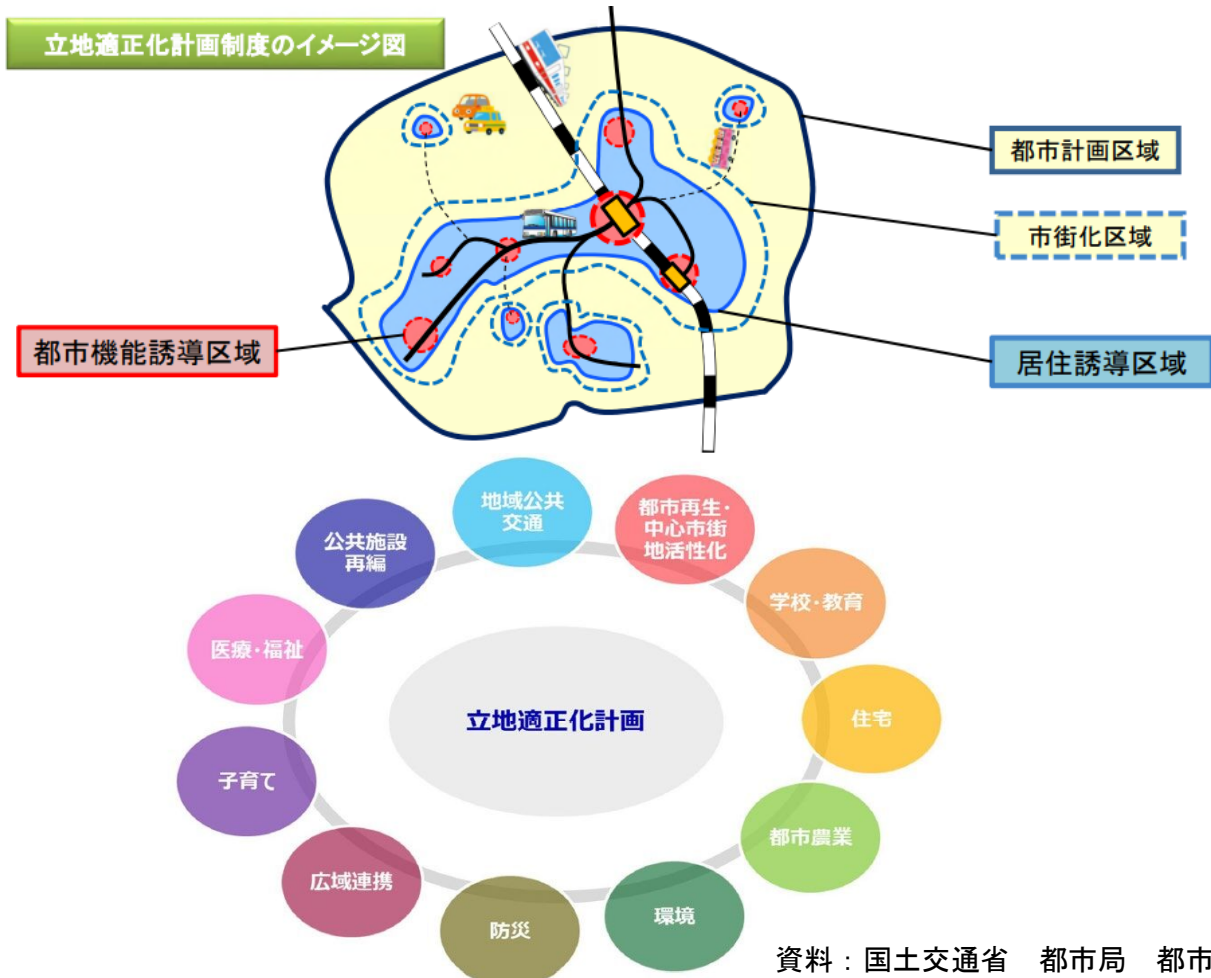 立地適正化計画制度のイメージ図
都市計画区域
市街化区域
都市機能誘導区域
居住誘導区域
地域公共
交通
都市再生・
中心市街
地活性化
公共施設
再編
学校・教育
医療・福祉
立地適正化計画
住宅
子育て
都市農業
広域連携
環境
防災
資料：国土交通省　都市局　都市